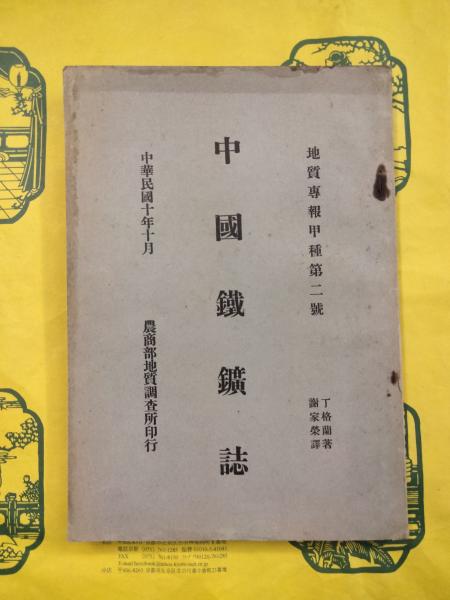 地質專報甲種第二號
丁格蘭著
謝家榮譯
中國鐵鑛誌
中華民國十年十月
農商部地質調查所印行